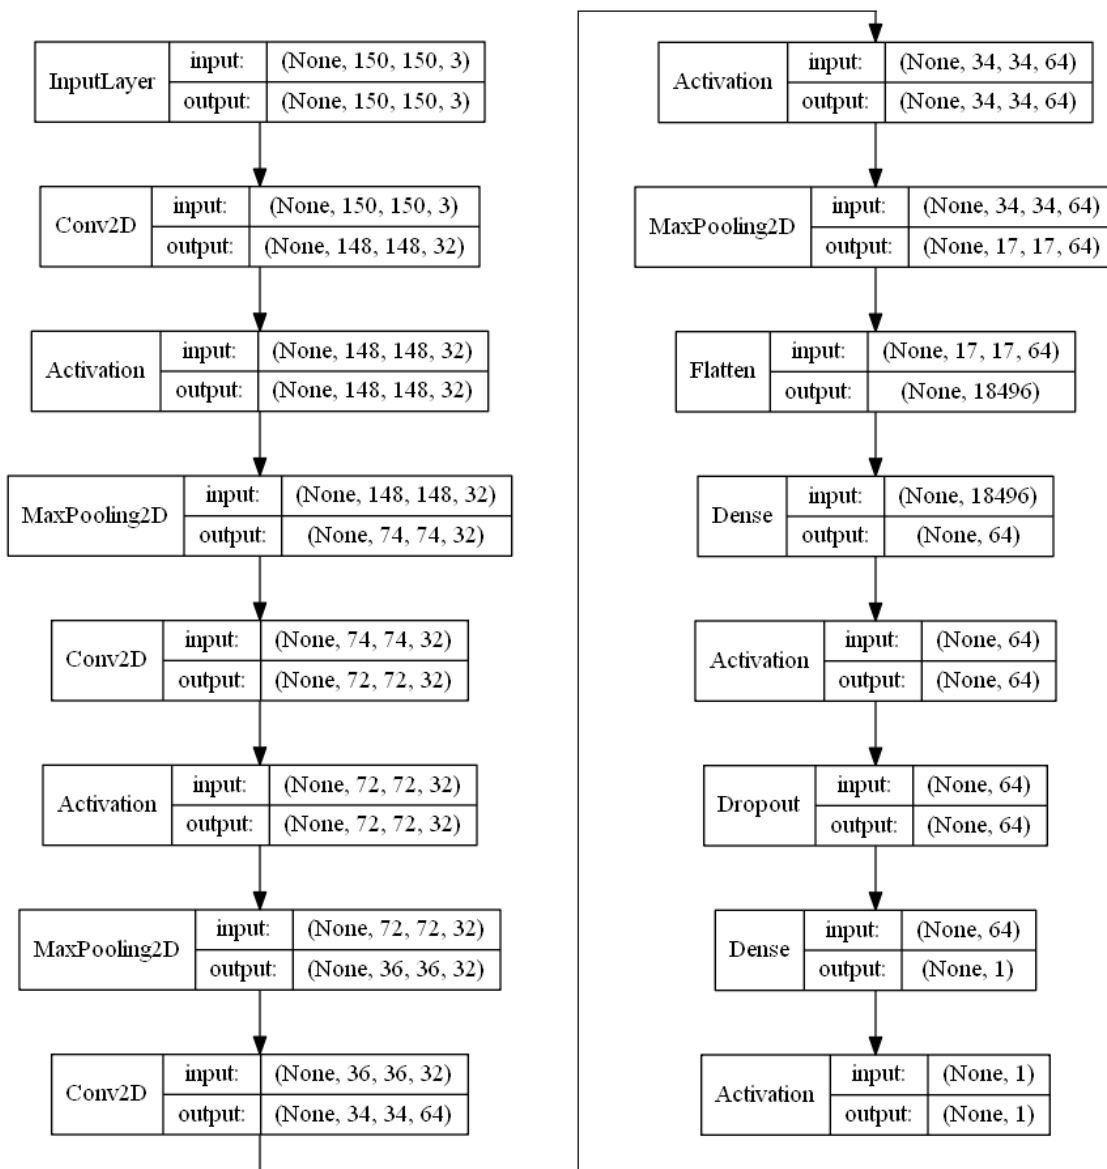 InputLayer input: (None, 150, 150, 3)
output: (None, 150, 150, 3)
Conv2D input: (None, 150, 150, 3)
output: (None, 148, 148, 32)
Activation input: (None, 148, 148, 32)
output: (None, 148, 148, 32)
MaxPooling2D input: (None, 148, 148, 32)
output: (None, 74, 74, 32)
Conv2D input: (None, 74, 74, 32)
output: (None, 72, 72, 32)
Activation input: (None, 72, 72, 32)
output: (None, 72, 72, 32)
MaxPooling2D input: (None, 72, 72, 32)
output: (None, 36, 36, 32)
Conv2D input: (None, 36, 36, 32)
output: (None, 34, 34, 64)
Activation input: (None, 34, 34, 64)
output: (None, 34, 34, 64)
MaxPooling2D input: (None, 34, 34, 64)
output: (None, 17, 17, 64)
Flatten input: (None, 17, 17, 64)
output: (None, 18496)
Dense input: (None, 18496)
output: (None, 64)
Activation input: (None, 64)
output: (None, 64)
Dropout input: (None, 64)
output: (None, 64)
Dense input: (None, 64)
output: (None, 1)
Activation input: (None, 1)
output: (None, 1)